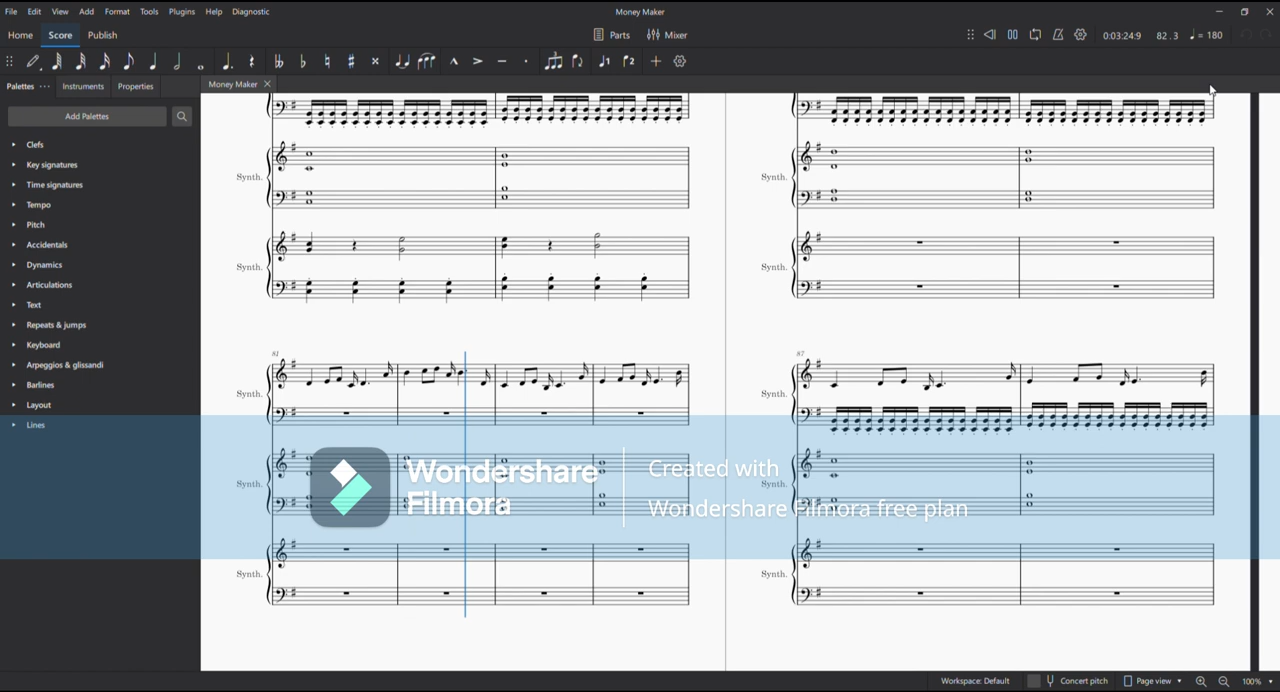 File Edit View Add Format Tools Plugins Help Diagnostic
Money Maker
Home Score Publish
Parts Mixer
0:03:24:9 82.3 = 180
Palettes Instruments Properties
Money Maker
Add Palettes
Clefs
Key signatures
Time signatures
Tempo
Pitch
Accidentals
Dynamics
Articulations
Text
Repeats & jumps
Keyboard
Arpeggios & glissandi
Barlines
Layout
Lines
Synth.
Synth.
81
Synth.
Synth.
Synth.
Synth.
Synth.
87
Synth.
Synth.
Synth.
Wondershare
Filmora
Created with
Wondershare Filmora free plan
Workspace: Default Concert pitch Page view 100%